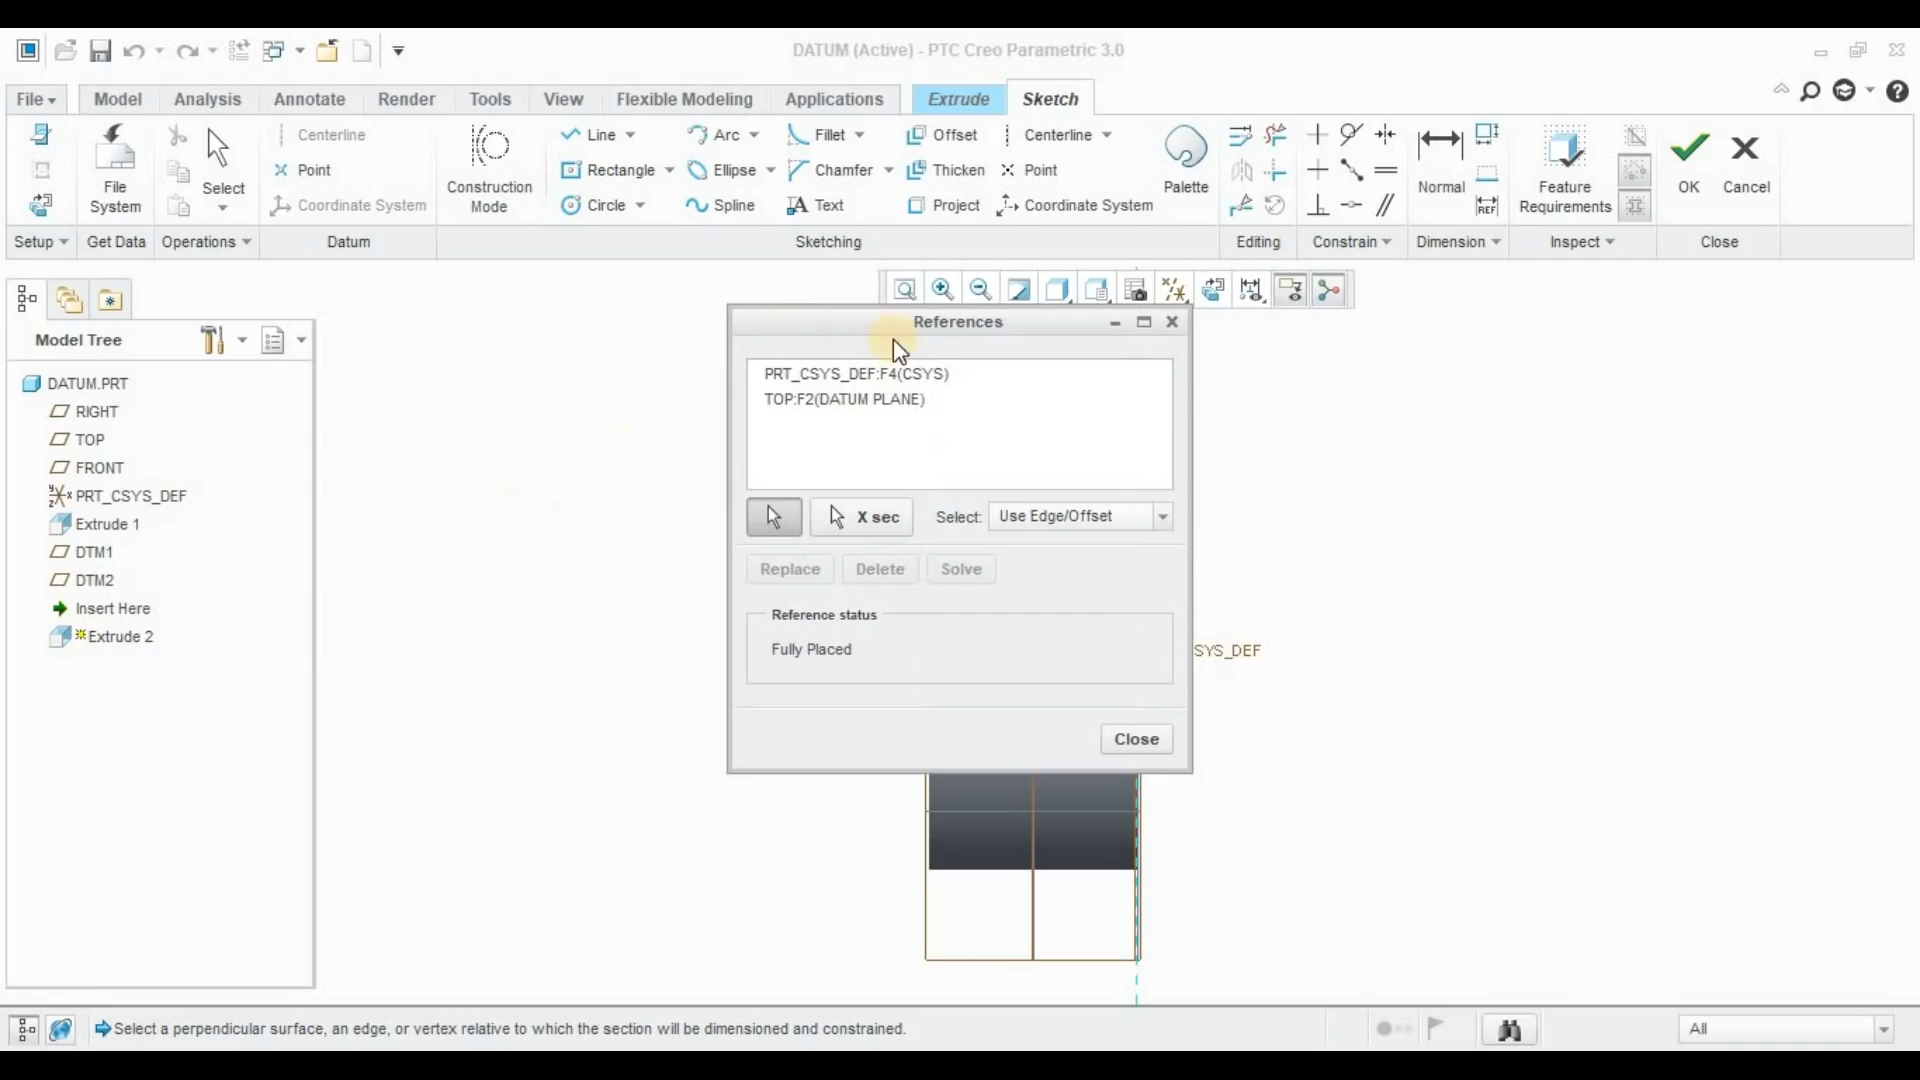 DATUM (Active) - PTC Creo Parametric 3.0
File Model Analysis Annotate Render Tools View Flexible Modeling Applications Extrude Sketch
Centerline Line Arc Fillet Offset Centerline
Point Rectangle Ellipse Chamfer Thicken Point
File System Select Construction Mode Palette Normal Feature Requirements OK Cancel
Coordinate System Circle Spline Text Project Coordinate System REF
Setup Get Data Operations Datum Sketching Editing Constrain Dimension Inspect Close
References
Model Tree
DATUM.PRT
RIGHT
TOP
FRONT
PRT_CSYS_DEF
Extrude 1
DTM1
DTM2
Insert Here
Extrude 2
PRT_CSYS_DEF:F4(CSYS)
TOP:F2(DATUM PLANE)
X sec Select: Use Edge/Offset
Replace Delete Solve
Reference status
Fully Placed
SYS_DEF
Close
Select a perpendicular surface, an edge, or vertex relative to which the section will be dimensioned and constrained.
All